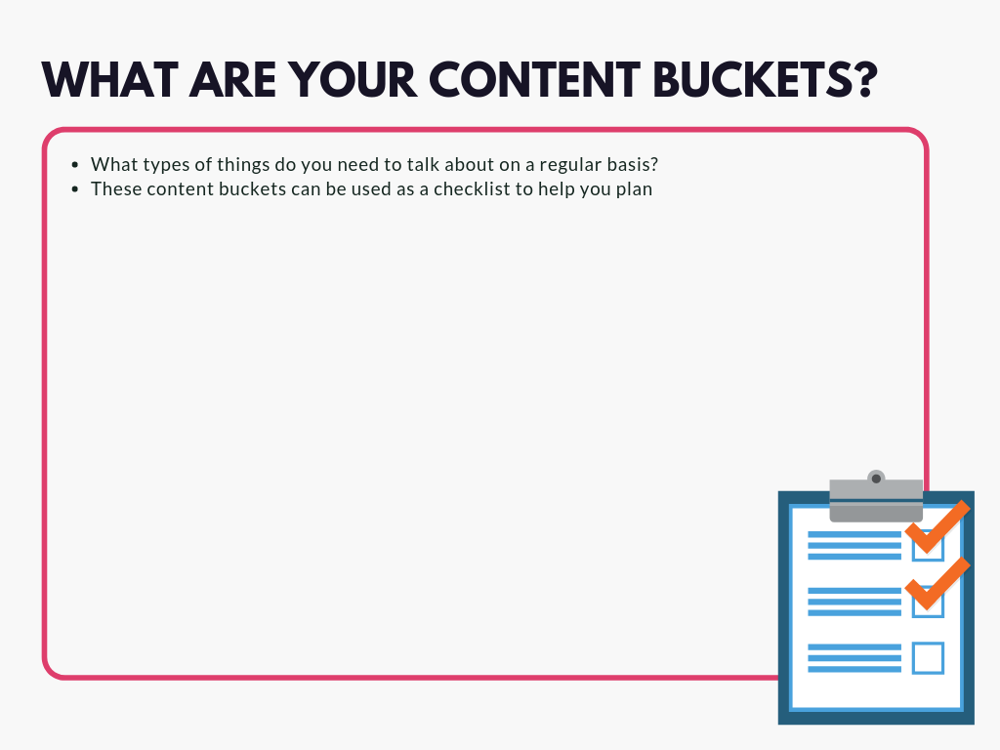 WHAT ARE YOUR CONTENT BUCKETS?
• What types of things do you need to talk about on a regular basis?
• These content buckets can be used as a checklist to help you plan